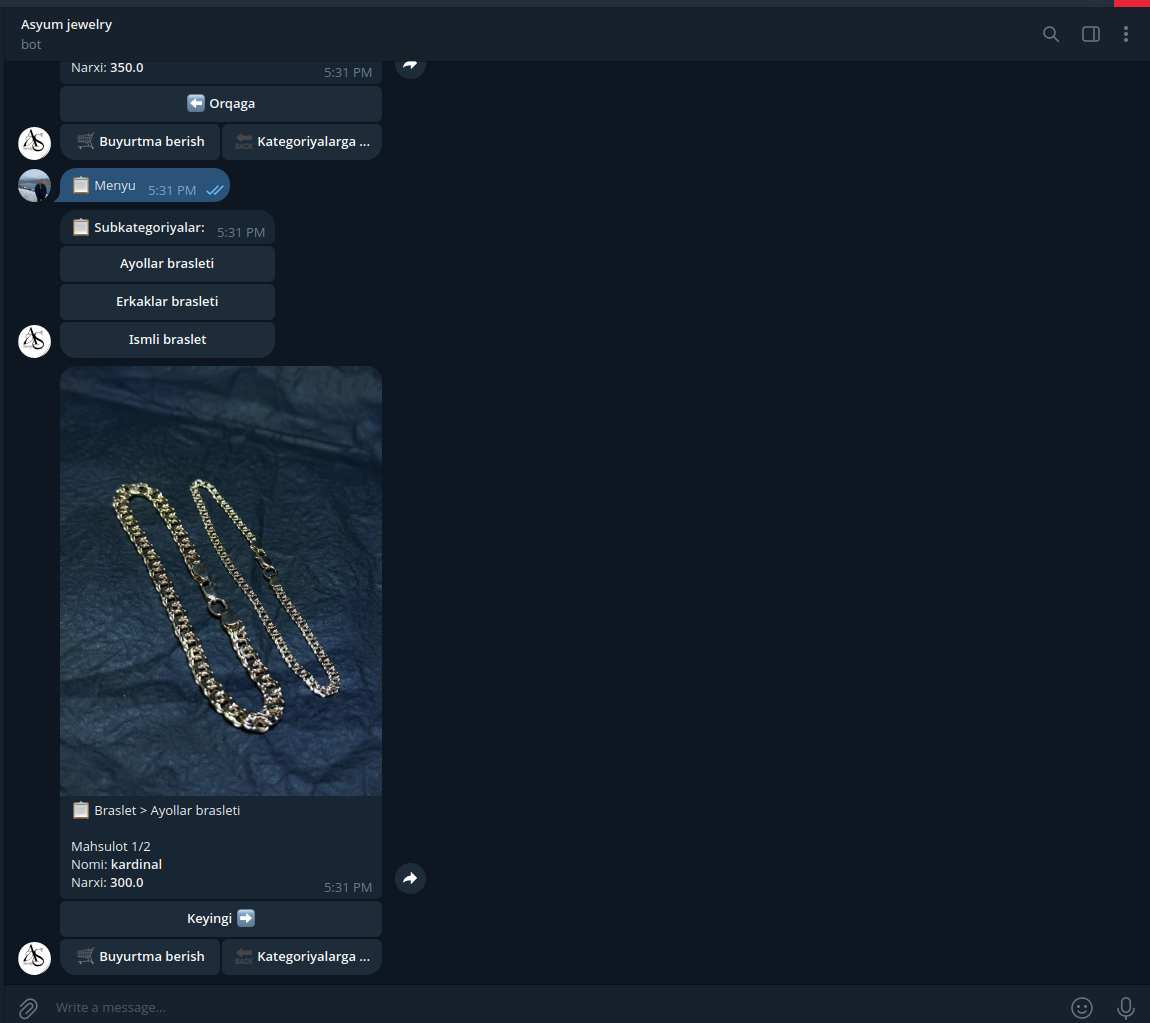 Asyum jewelry
bot
Narxi: 350.0
5:31 PM
Orqaga
Buyurtma berish
Kategoriyalarga ...
Menyu 5:31 PM
Subkategoriyalar: 5:31 PM
Ayollar brasleti
Erkaklar brasleti
Ismli braslet
Braslet > Ayollar brasleti
Mahsulot 1/2
Nomi: kardinal
Narxi: 300.0
5:31 PM
Keyingi
Buyurtma berish
Kategoriyalarga ...
Write a message...